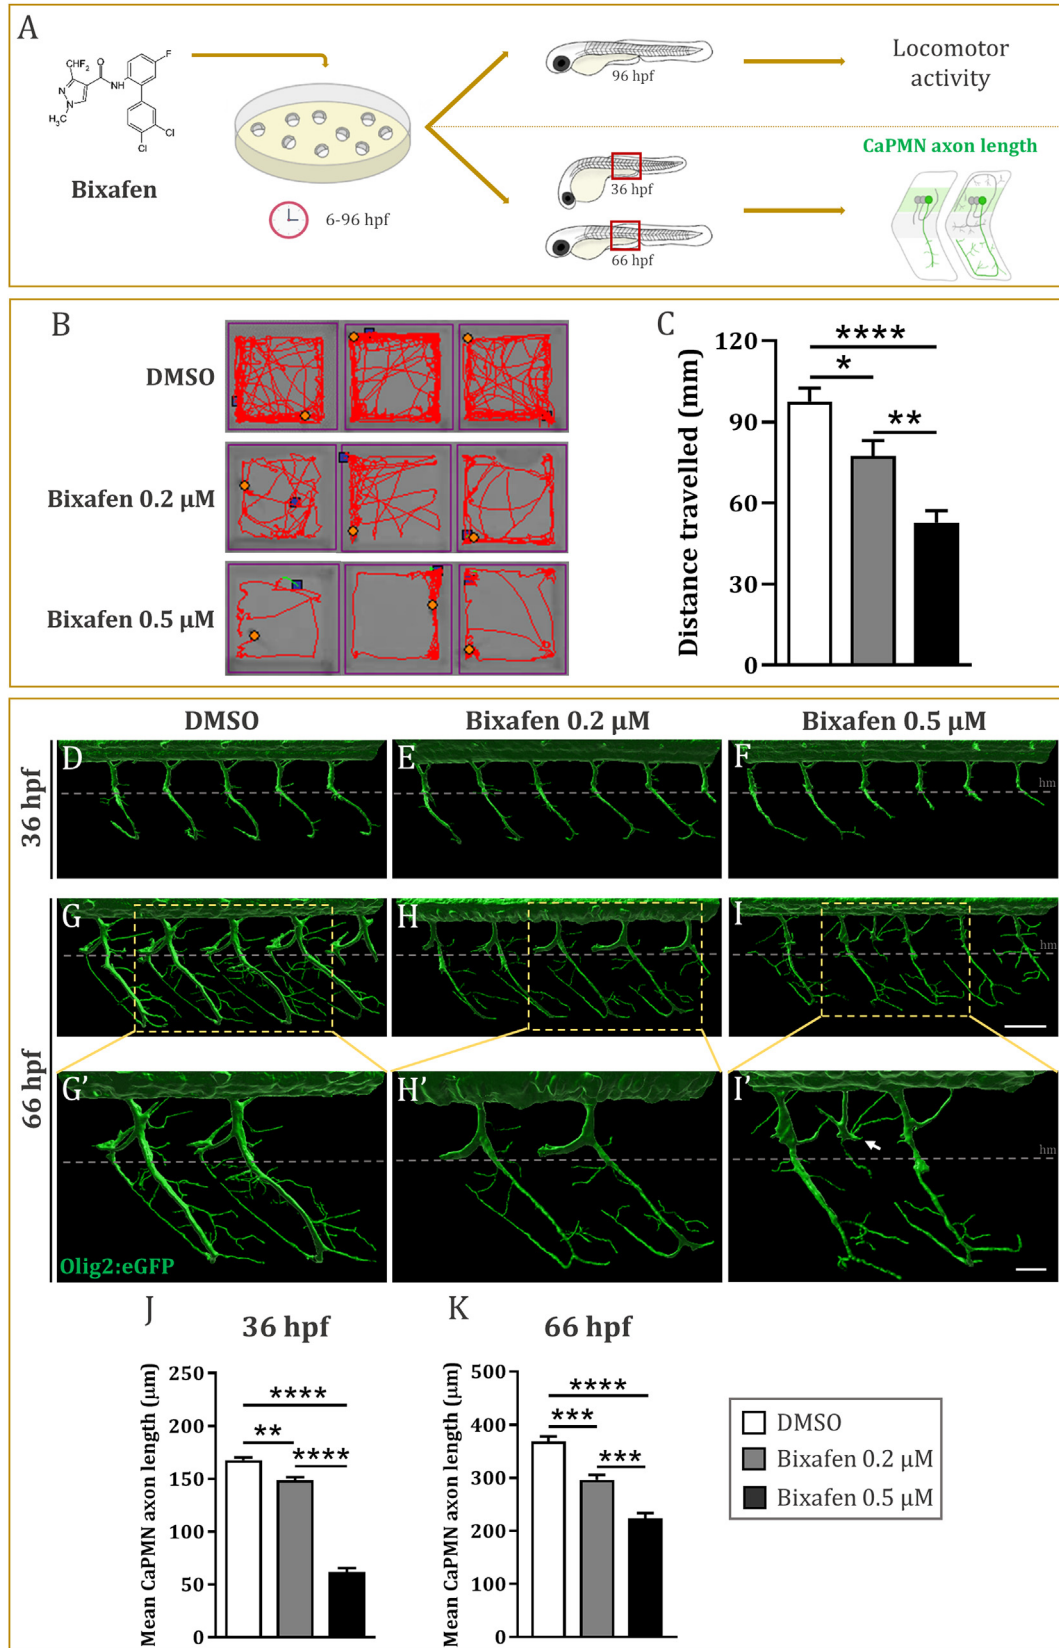 A
CHF₂
O
F
N
N
NH
N
H₃C
Cl
Cl
Bixafen
6-96 hpf
96 hpf
Locomotor
activity
36 hpf
66 hpf
CaPMN axon length
B
DMSO
Bixafen 0.2 μM
Bixafen 0.5 μM
C
Distance travelled (mm)
120
90
60
30
0
****
*
**
DMSO
Bixafen 0.2 μM
Bixafen 0.5 μM
36 hpf
D
E
F
hm
66 hpf
G
H
I
hm
G'
H'
I'
hm
Olig2:eGFP
J
36 hpf
Mean CaPMN axon length (μm)
250
200
150
100
50
0
****
**
****
K
66 hpf
Mean CaPMN axon length (μm)
500
400
300
200
100
0
****
***
***
DMSO
Bixafen 0.2 μM
Bixafen 0.5 μM